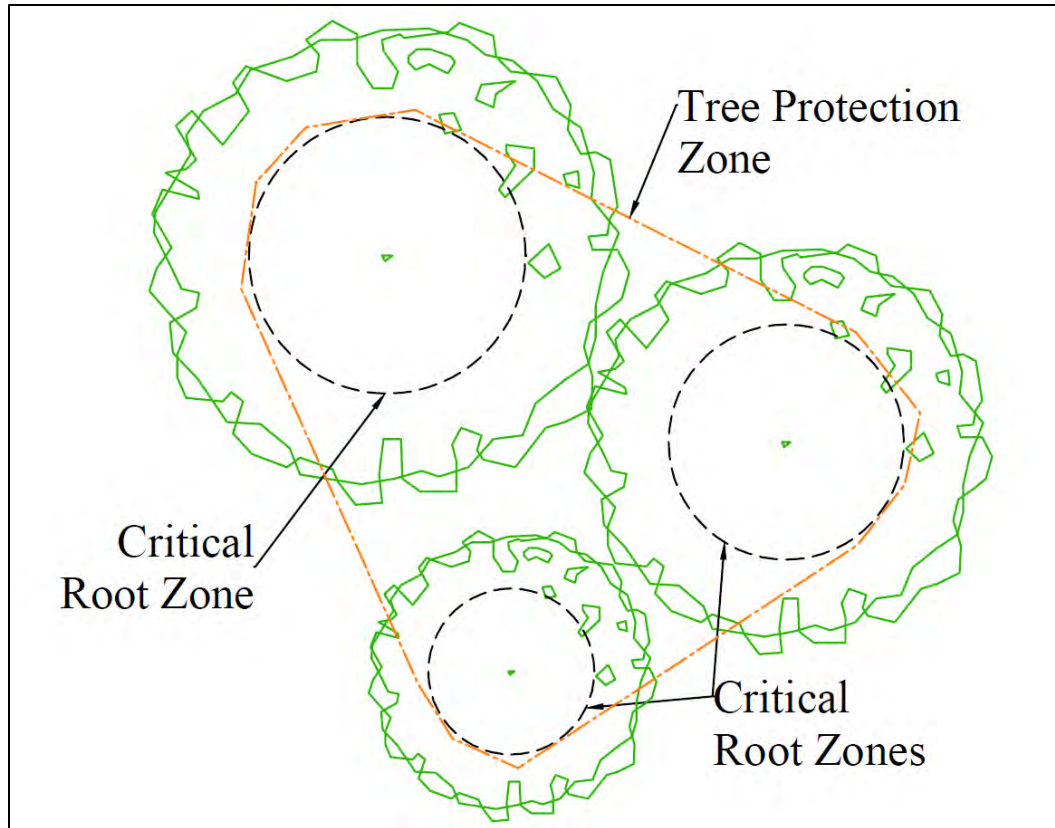 Tree Protection
Zone
Critical
Root Zone
Critical
Root Zones